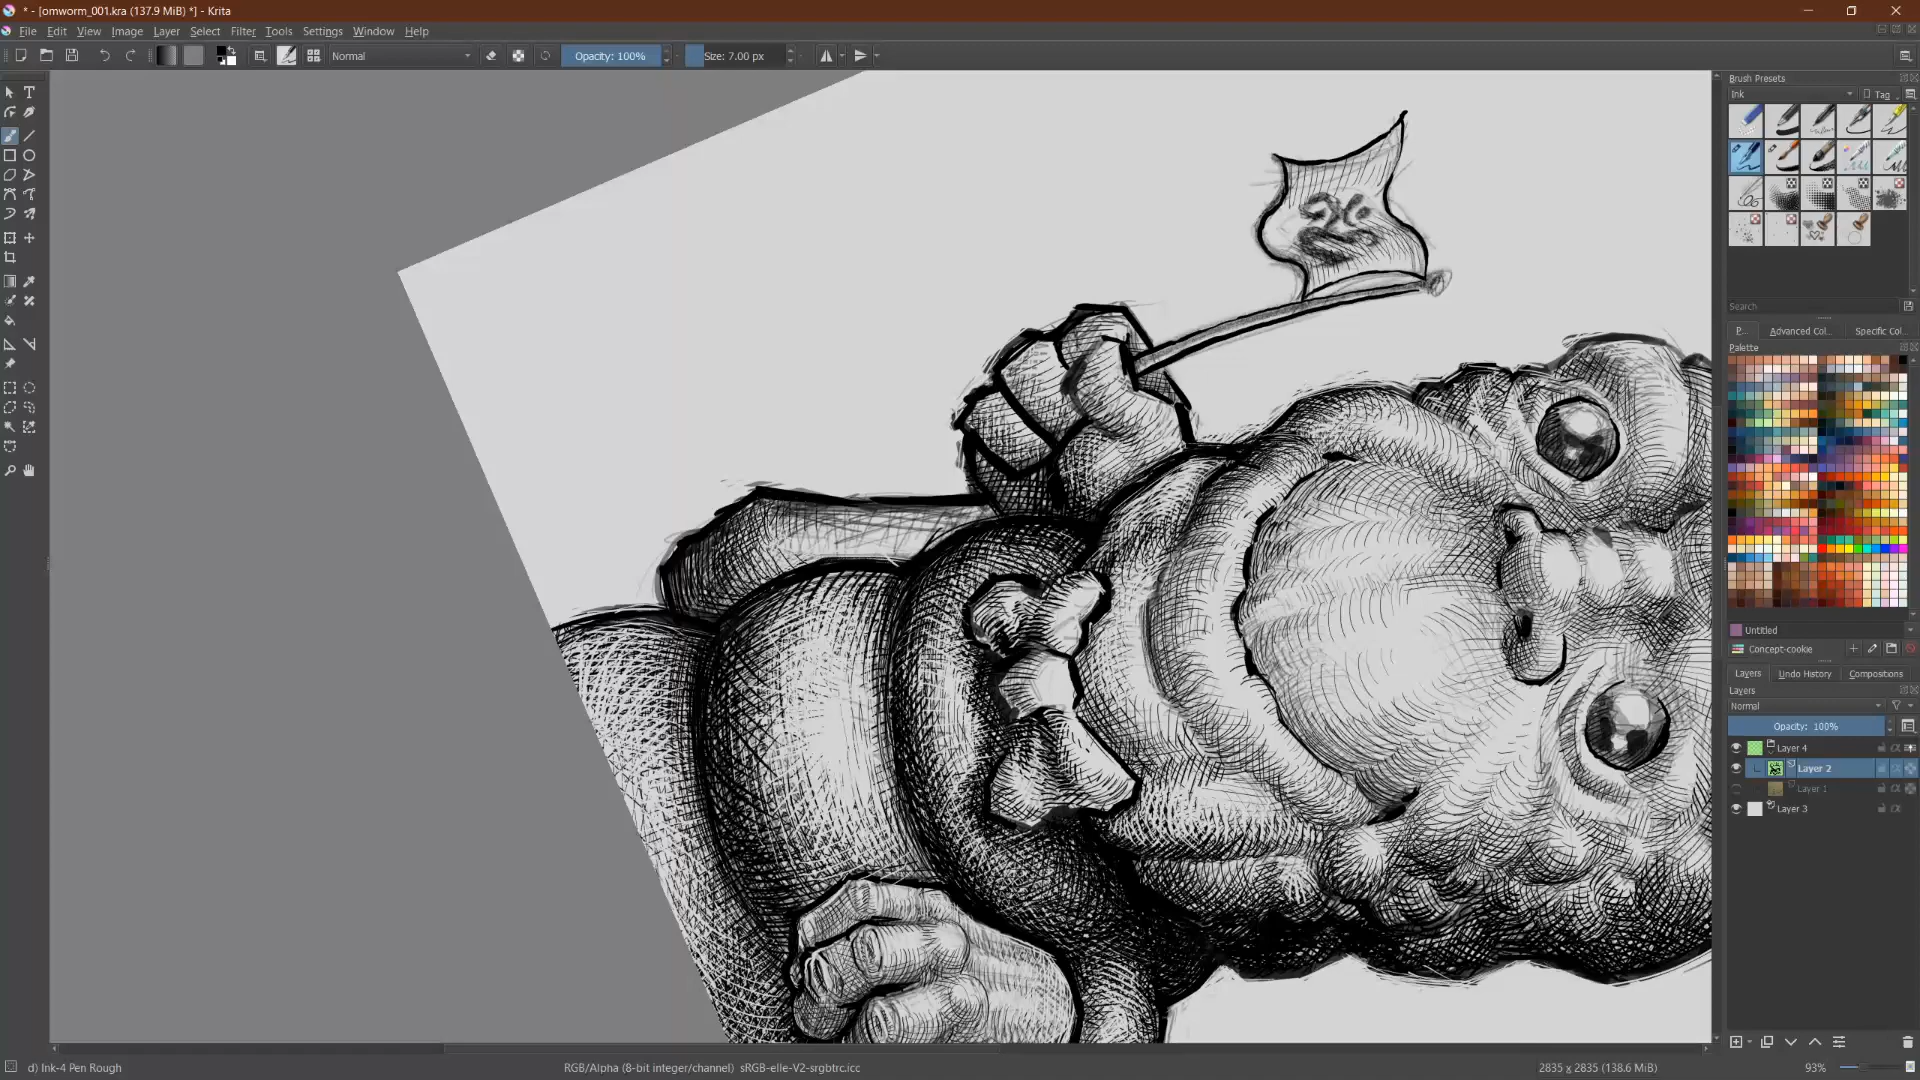 * - [omworm_001.kra (137.9 MiB) *] - Krita
File Edit View Image Layer Select Filter Tools Settings Window Help
Normal Opacity: 100% Size: 7.00 px
Brush Presets
Ink Tag
Search
P... Advanced Col... Specific Col...
Palette
Untitled
Concept-cookie
Layers Undo History Compositions
Layers
Normal
Opacity: 100%
Layer 4
Layer 2
Layer 1
Layer 3
d) Ink-4 Pen Rough RGB/Alpha (8-bit integer/channel) sRGB-elle-V2-srgbtrc.icc 2835 x 2835 (138.6 MiB) 93%